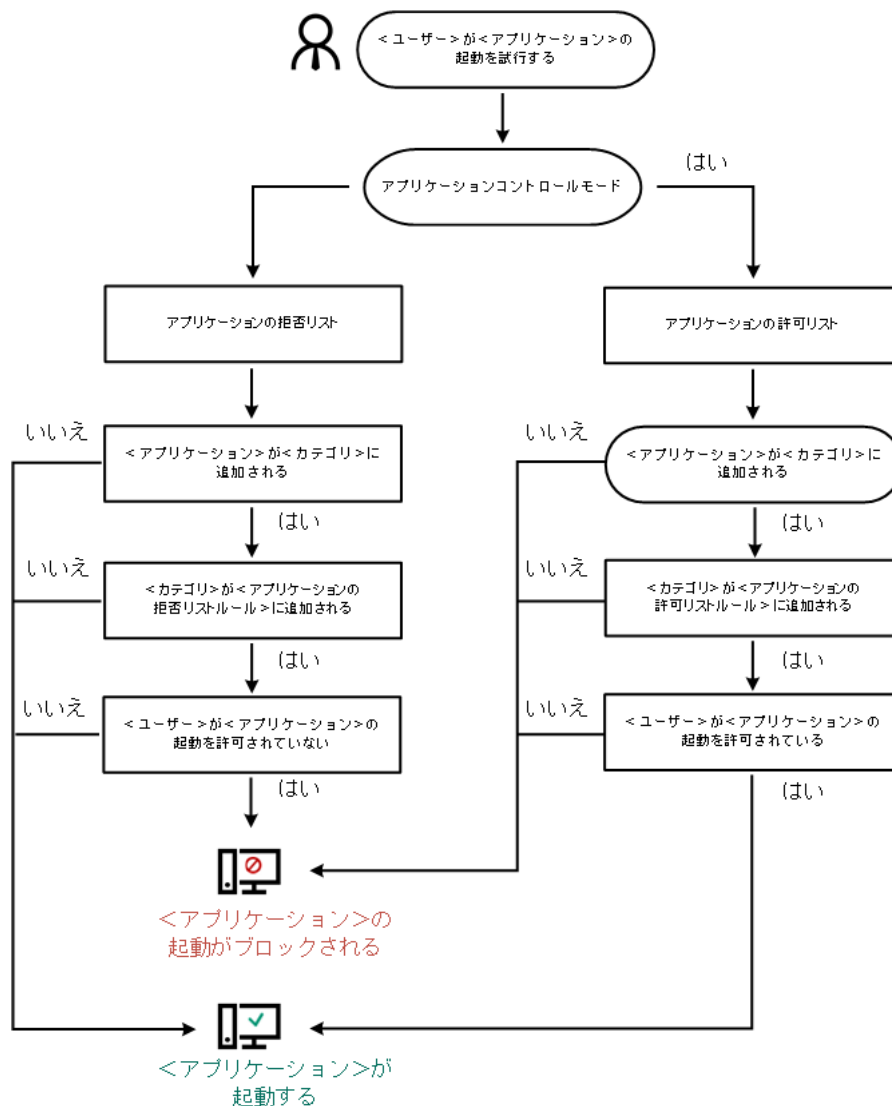 <ユーザー>が<アプリケーション>の
起動を試行する
はい
アプリケーションコントロールモード
アプリケーションの拒否リスト
アプリケーションの許可リスト
いいえ
<アプリケーション>が<カテゴリ>に
追加される
いいえ
<アプリケーション>が<カテゴリ>に
追加される
はい
はい
いいえ
<カテゴリ>が<アプリケーションの
拒否リストルール>に追加される
いいえ
<カテゴリ>が<アプリケーションの
許可リストルール>に追加される
はい
はい
いいえ
<ユーザー>が<アプリケーション>の
起動を許可されていない
いいえ
<ユーザー>が<アプリケーション>の
起動を許可されている
はい
はい
<アプリケーション>の
起動がブロックされる
<アプリケーション>が
起動する